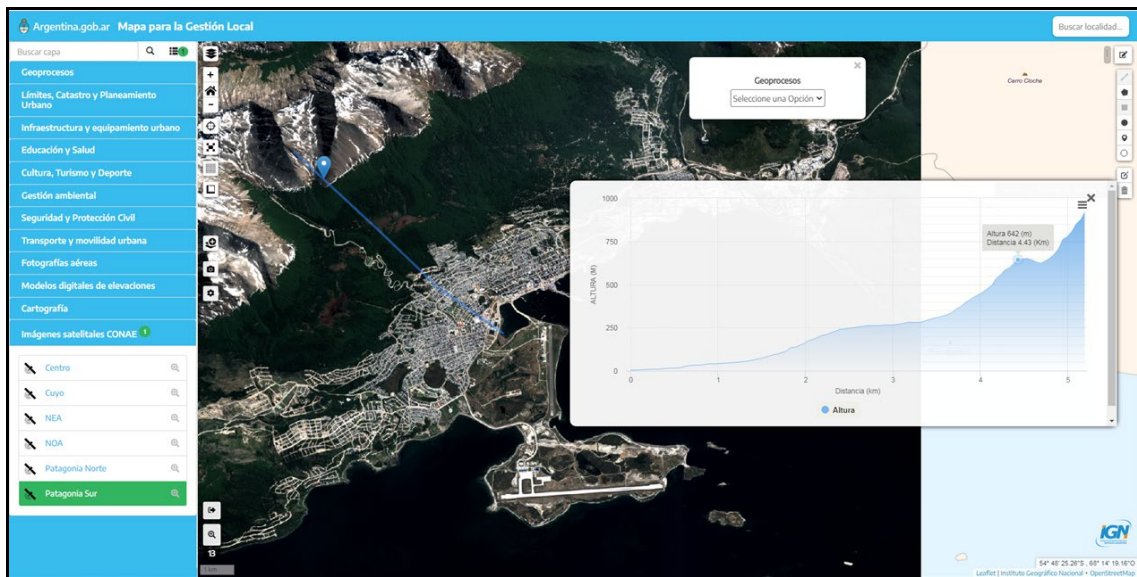 Argentina.gob.ar Mapa para la Gestión Local
Buscar localidad...
Buscar capa
1
Geoprocesos
Límites, Catastro y Planeamiento
Urbano
Infraestructura y equipamiento urbano
Educación y Salud
Cultura, Turismo y Deporte
Gestión ambiental
Seguridad y Protección Civil
Transporte y movilidad urbana
Fotografías aéreas
Modelos digitales de elevaciones
Cartografía
Imágenes satelitales CONAE 1
Centro
Cuyo
NEA
NOA
Patagonia Norte
Patagonia Sur
+
-
13
1 km
Geoprocesos
Seleccione una Opción
Cerro Cloche
1000
750
500
250
0
ALTURA (M)
Altura 642 (m)
Distancia 4.43 (Km)
0 1 2 3 4 5
Distancia (km)
Altura
IGN
54° 48' 25.26"S , 68° 14' 19.16"O
Leaflet | Instituto Geográfico Nacional + OpenStreetMap